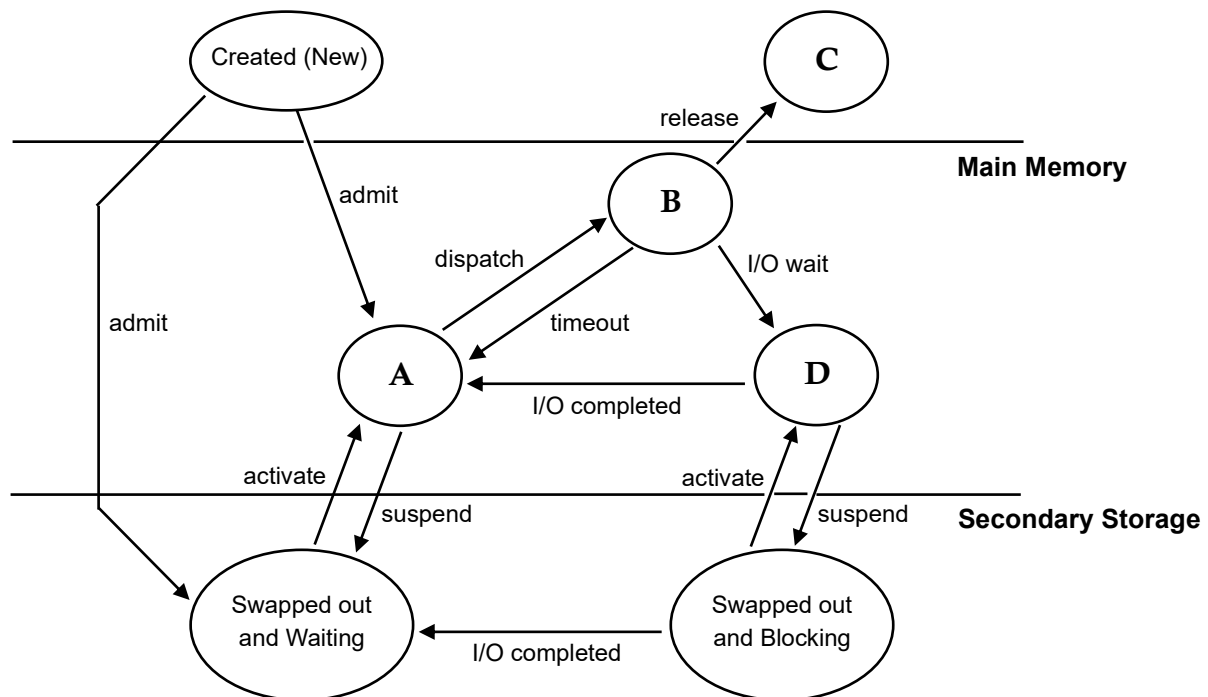 Created (New)
C
release
Main Memory
B
admit
dispatch
I/O wait
admit
timeout
A
D
I/O completed
activate
activate
suspend
suspend
Secondary Storage
Swapped out
and Waiting
Swapped out
and Blocking
I/O completed